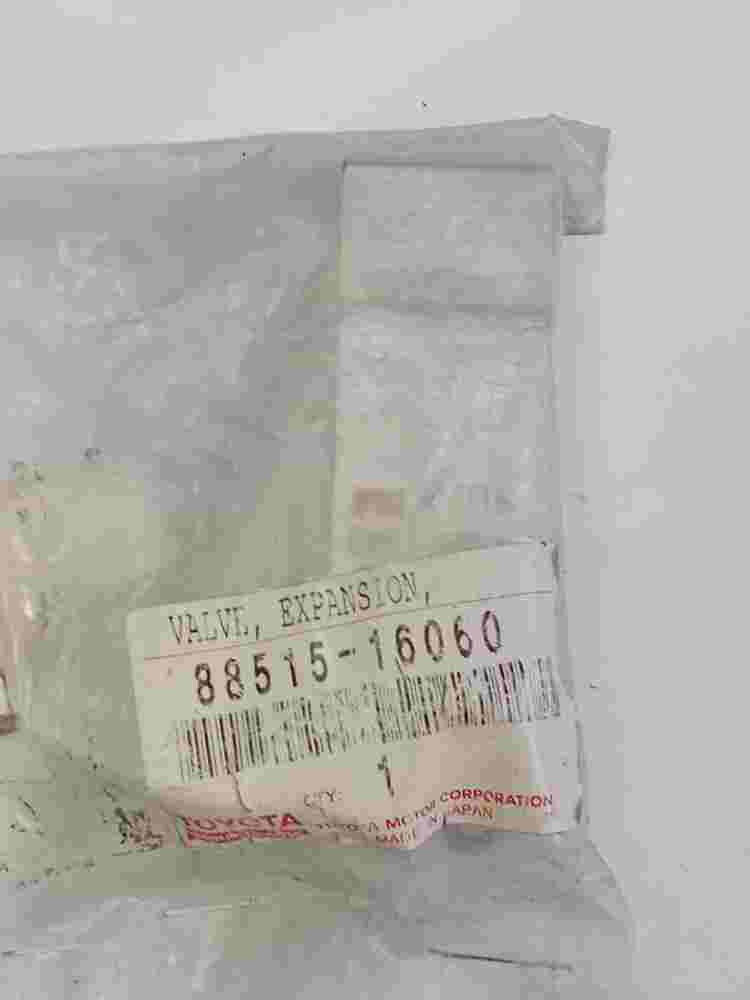 VALVE, EXPANSION,
88515-16060
QTY: 1
TOYOTA TOYOTA MOTOR CORPORATION
MADE IN JAPAN